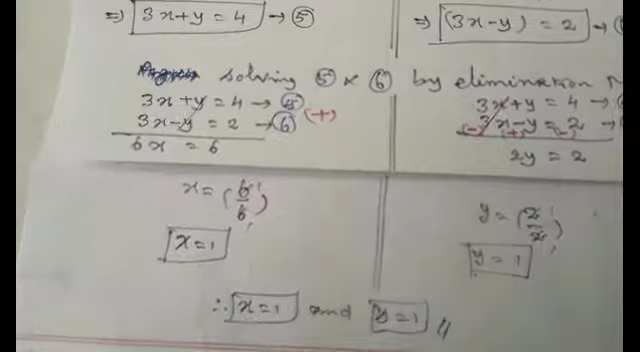 ⇒ 3x+y = 4 → ⑤
⇒ (3x-y) = 2 →
solving ⑤ & ⑥ by elimination
3x+y = 4 → ⑤
3x-y = 2 → ⑥ (+)
6x = 6
3x+y = 4 →
3x-y = 2 →
(-) (+) (-)
2y = 2
x = (6/6)
x=1
y = (2/2)
y = 1
∴ x=1 and y=1 //